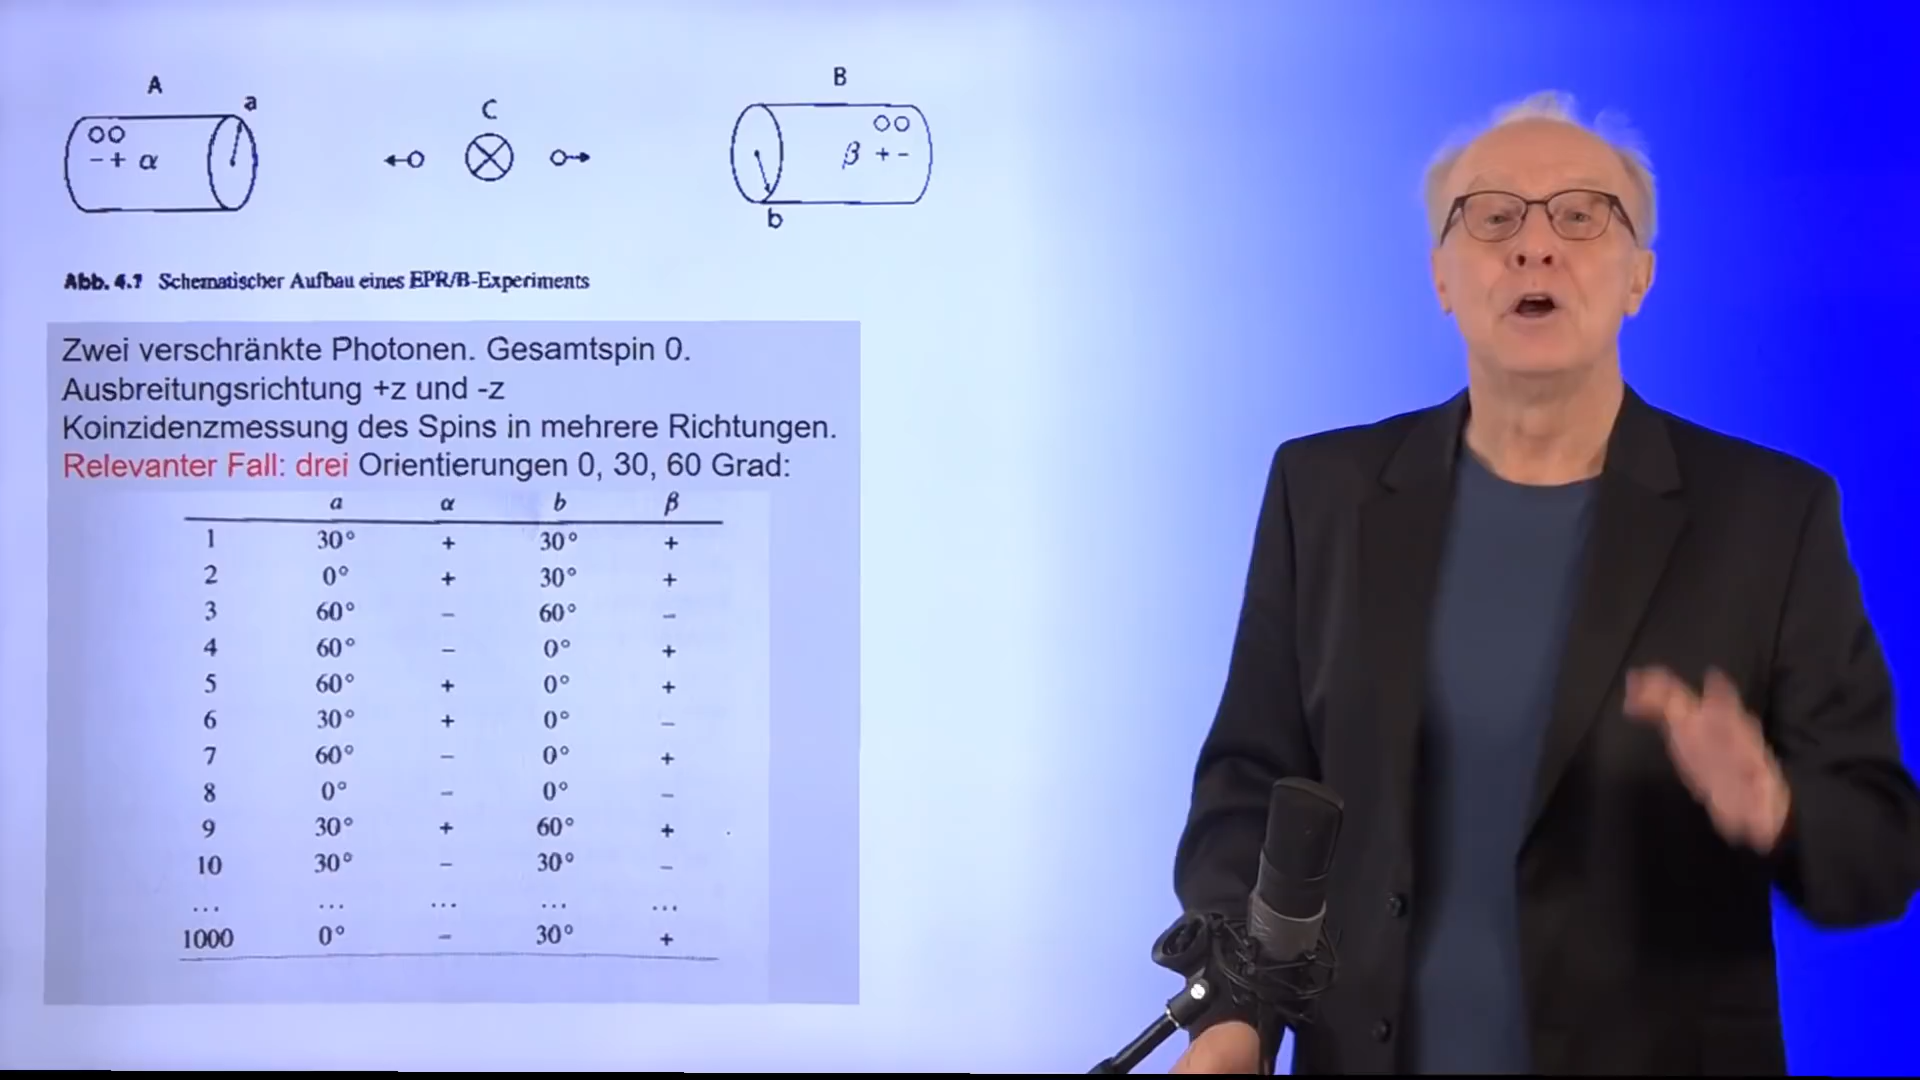 A
B
a
C
α
β
b
Abb. 4.1 Schematischer Aufbau eines EPR/B-Experiments
Zwei verschränkte Photonen. Gesamtspin 0.
Ausbreitungsrichtung +z und -z
Koinzidenzmessung des Spins in mehrere Richtungen.
Relevanter Fall: drei Orientierungen 0, 30, 60 Grad:
a α b β
1 30° + 30° +
2 0° + 30° +
3 60° – 60° –
4 60° – 0° +
5 60° + 0° +
6 30° + 0° –
7 60° – 0° +
8 0° – 0° –
9 30° + 60° +
10 30° – 30° –
... ... ... ... ...
1000 0° – 30° +